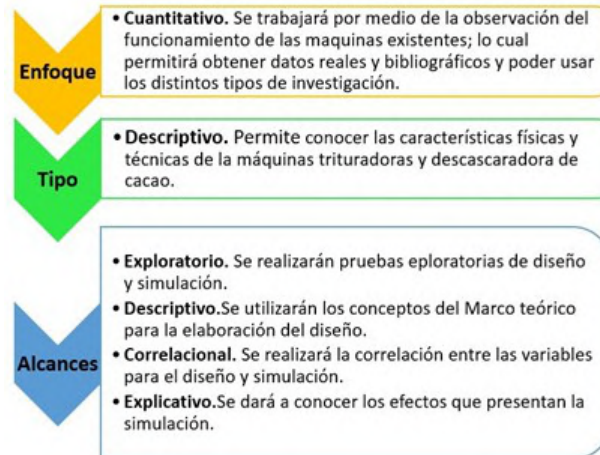 Enfoque
• Cuantitativo. Se trabajará por medio de la observación del
funcionamiento de las maquinas existentes; lo cual
permitirá obtener datos reales y bibliográficos y poder usar
los distintos tipos de investigación.
Tipo
• Descriptivo. Permite conocer las características físicas y
técnicas de la máquinas trituradoras y descascaradora de
cacao.
Alcances
• Exploratorio. Se realizarán pruebas eploratorias de diseño
y simulación.
• Descriptivo.Se utilizarán los conceptos del Marco teórico
para la elaboración del diseño.
• Correlacional. Se realizará la correlación entre las variables
para el diseño y simulación.
• Explicativo.Se dará a conocer los efectos que presentan la
simulación.